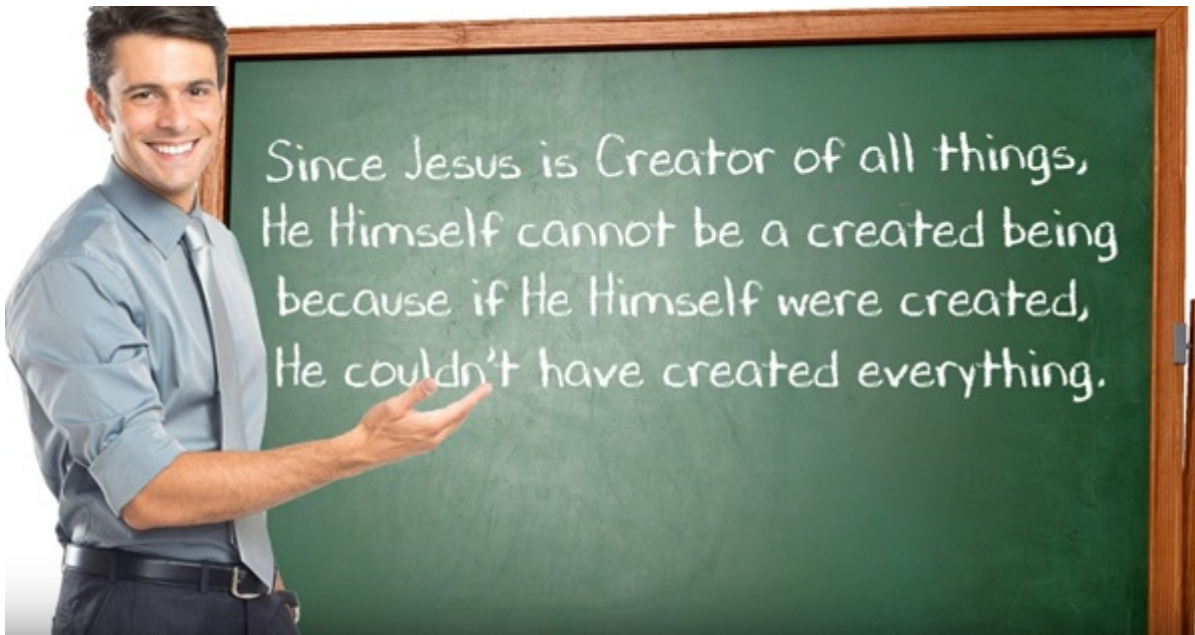 Since Jesus is Creator of all things,
He Himself cannot be a created being
because if He Himself were created,
He couldn't have created everything.